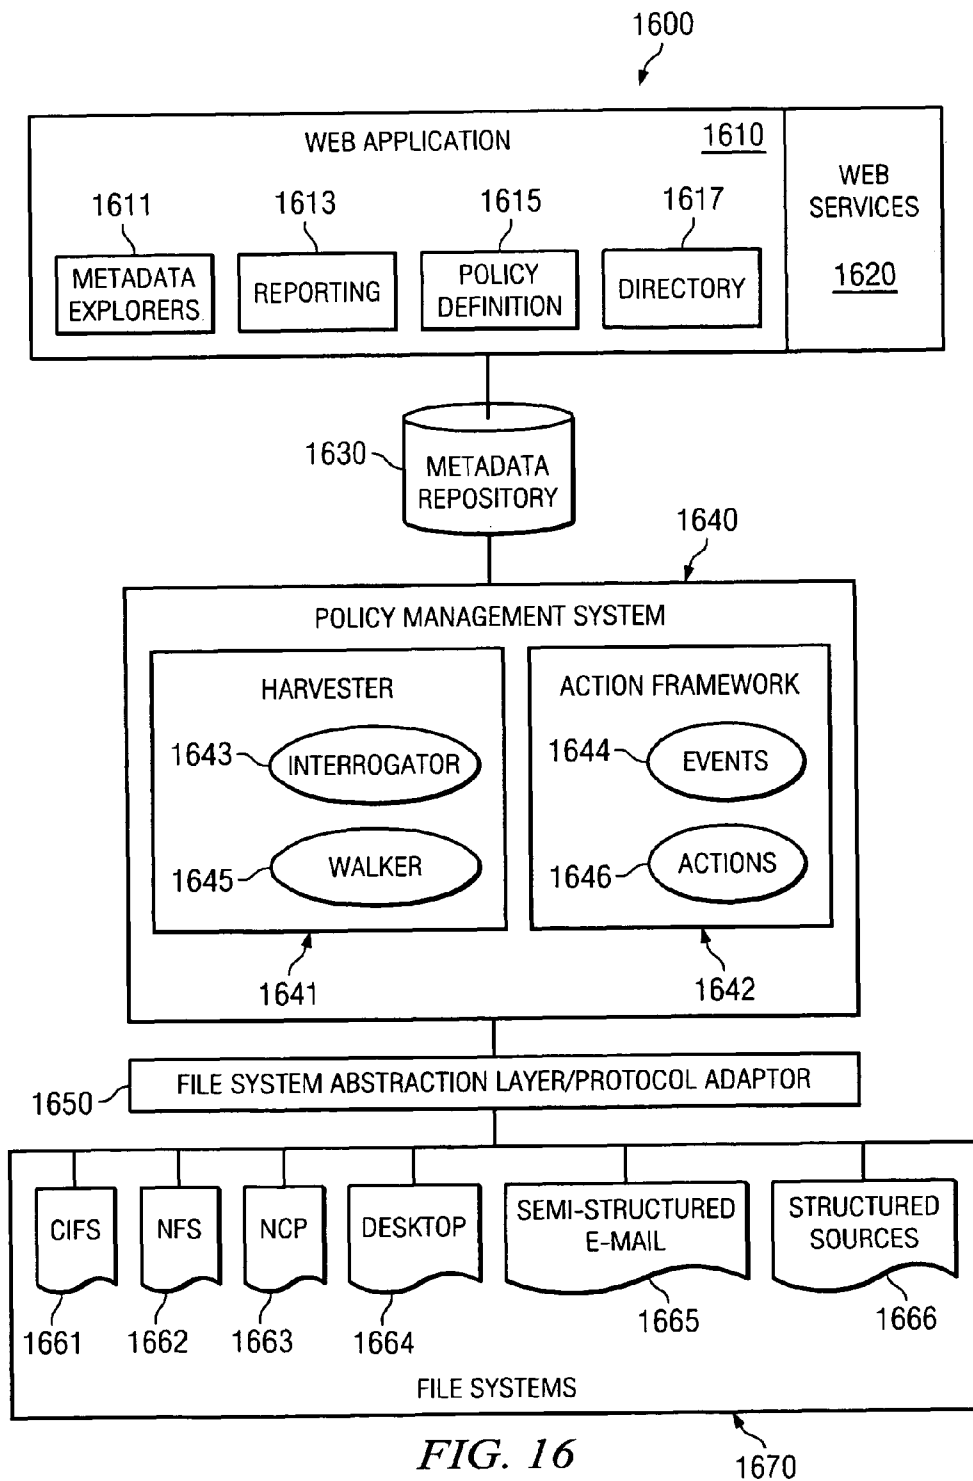 1600
WEB APPLICATION
1610
WEB
SERVICES
1620
1611
1613
1615
1617
METADATA
EXPLORERS
REPORTING
POLICY
DEFINITION
DIRECTORY
1630
METADATA
REPOSITORY
1640
POLICY MANAGEMENT SYSTEM
HARVESTER
1643
INTERROGATOR
1645
WALKER
1641
ACTION FRAMEWORK
1644
EVENTS
1646
ACTIONS
1642
1650
FILE SYSTEM ABSTRACTION LAYER/PROTOCOL ADAPTOR
CIFS
NFS
NCP
DESKTOP
SEMI-STRUCTURED
E-MAIL
STRUCTURED
SOURCES
1661
1662
1663
1664
1665
1666
FILE SYSTEMS
1670
FIG. 16